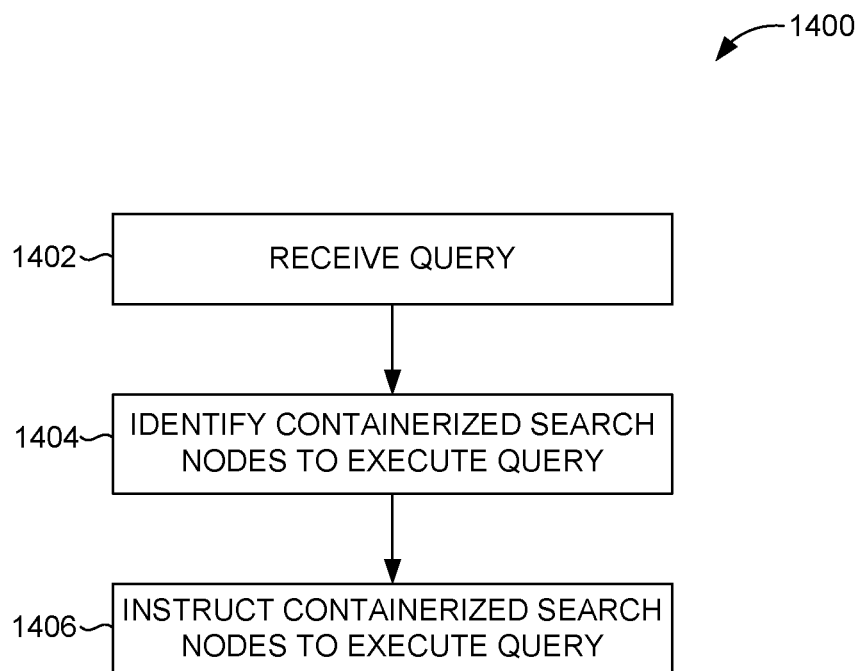 1400
1402
RECEIVE QUERY
1404
IDENTIFY CONTAINERIZED SEARCH
NODES TO EXECUTE QUERY
1406
INSTRUCT CONTAINERIZED SEARCH
NODES TO EXECUTE QUERY